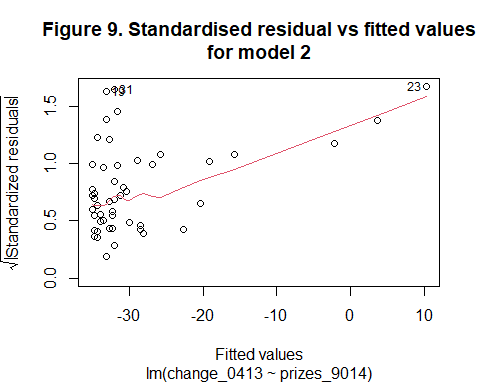 Figure 9. Standardised residual vs fitted values
for model 2
√|Standardized residuals|
0.0 0.5 1.0 1.5
31
23
-30 -20 -10 0 10
Fitted values
lm(change_0413 ~ prizes_9014)